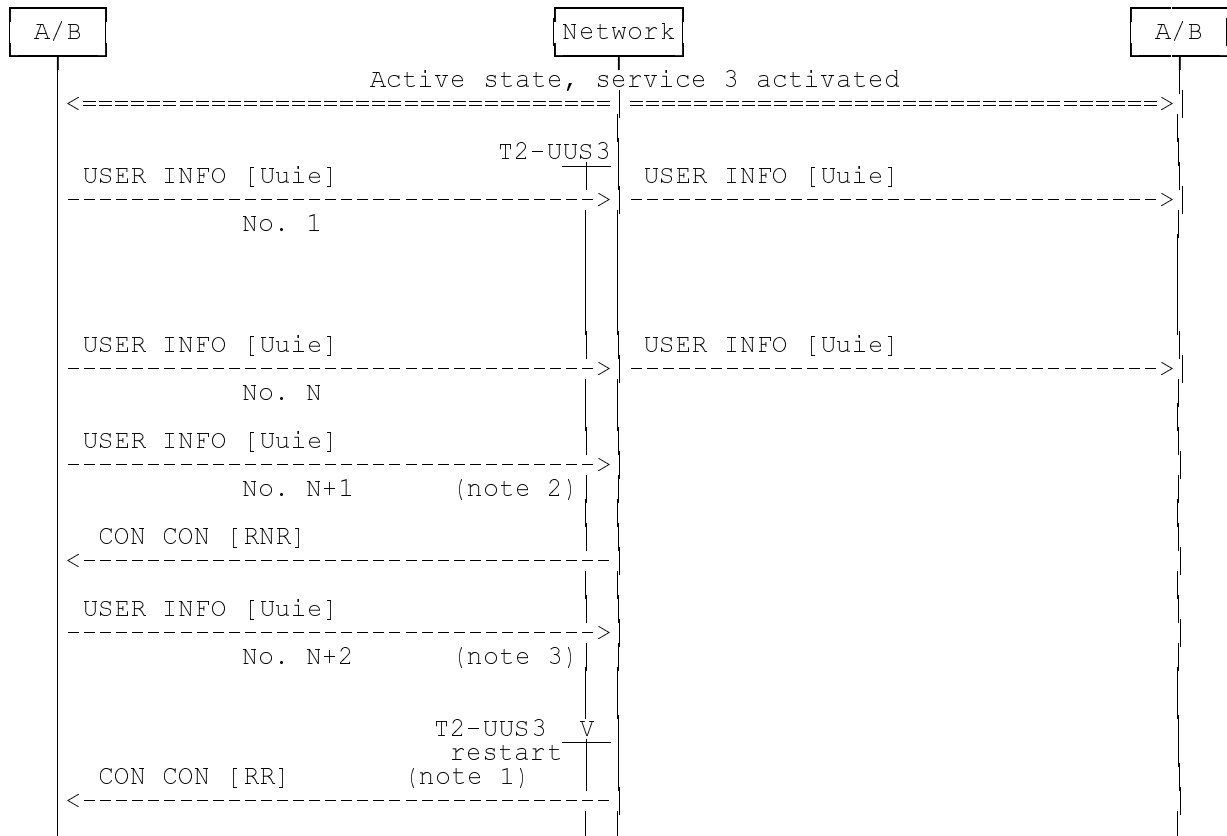 A/B Network A/B
Active state, service 3 activated
T2-UUS3
USER INFO [Uuie] USER INFO [Uuie]
No. 1
USER INFO [Uuie] USER INFO [Uuie]
No. N
USER INFO [Uuie]
No. N+1 (note 2)
CON CON [RNR]
USER INFO [Uuie]
No. N+2 (note 3)
T2-UUS3 V
restart
CON CON [RR] (note 1)